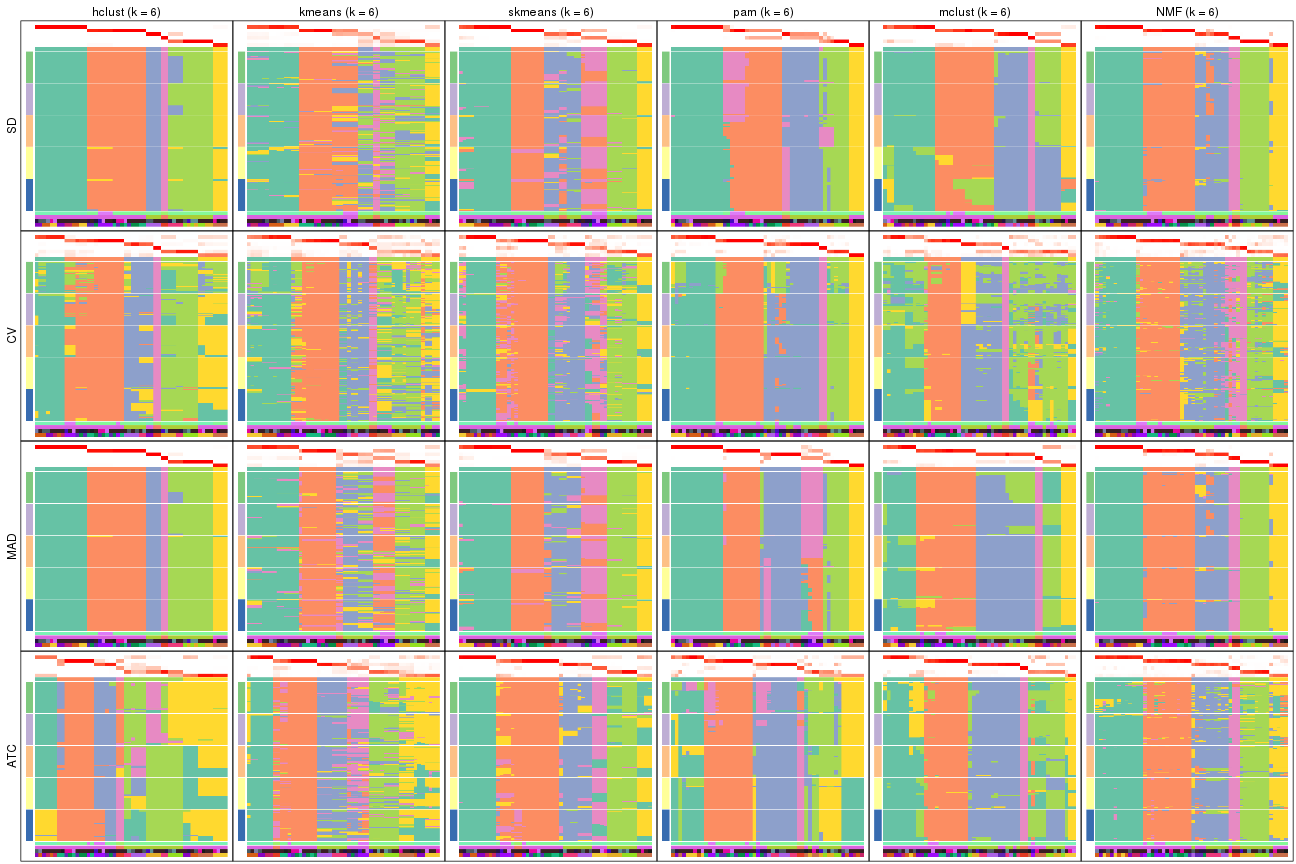 hclust (k = 6)
kmeans (k = 6)
skmeans (k = 6)
pam (k = 6)
mclust (k = 6)
NMF (k = 6)
SD
CV
MAD
ATC